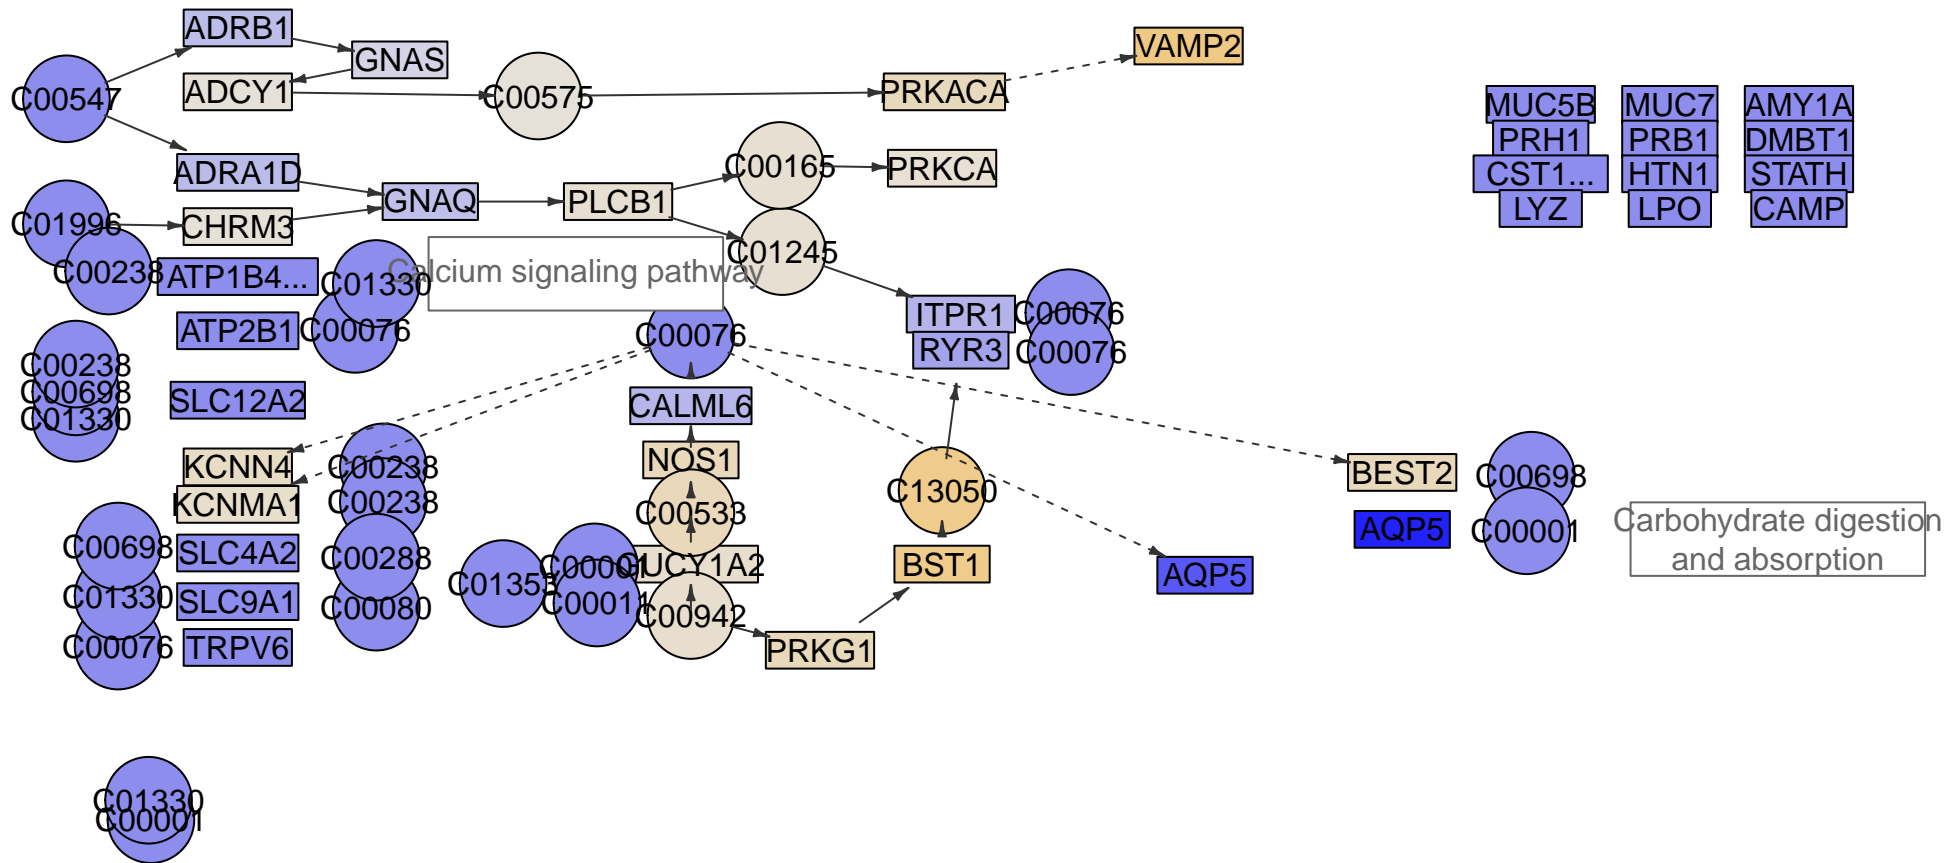 ADRB1
GNAS
VAMP2
C00547
ADCY1
C00575
PRKACA
MUC5B
MUC7
AMY1A
PRH1
PRB1
DMBT1
ADRA1D
C00165
PRKCA
CST1...
HTN1
STATH
GNAQ
PLCB1
LYZ
LPO
CAMP
C01996
CHRM3
C01245
C00238
ATP1B4...
C01330
Calcium signaling pathway
ATP2B1
C00076
C00076
ITPR1
C00076
RYR3
C00076
C00238
C00698
C01330
SLC12A2
CALML6
KCNN4
C00238
NOS1
BEST2
C00698
KCNMA1
C00238
C00533
C13050
AQP5
C00001
Carbohydrate digestion
and absorption
C00698
SLC4A2
C00288
C01353
C00001
GUCY1A2
BST1
AQP5
C01330
SLC9A1
C00080
C00011
C00942
C00076
TRPV6
PRKG1
C01330
C00001